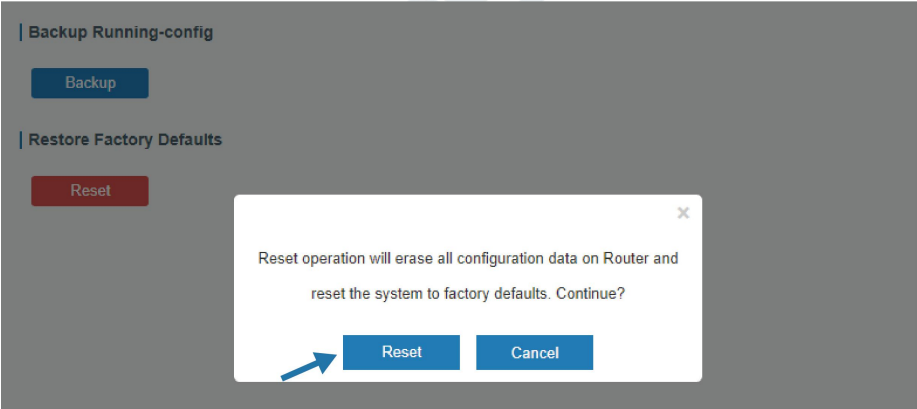 Backup Running-config
Backup
Restore Factory Defaults
Reset
×
Reset operation will erase all configuration data on Router and
reset the system to factory defaults. Continue?
Reset
Cancel